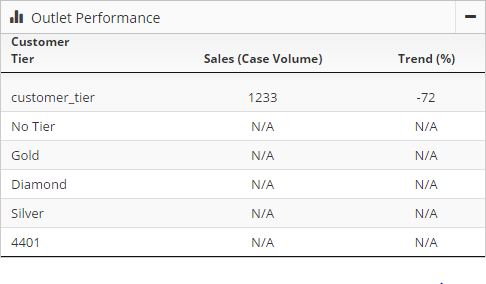 Outlet Performance
Customer
Tier Sales (Case Volume) Trend (%)
customer_tier 1233 -72
No Tier N/A N/A
Gold N/A N/A
Diamond N/A N/A
Silver N/A N/A
4401 N/A N/A